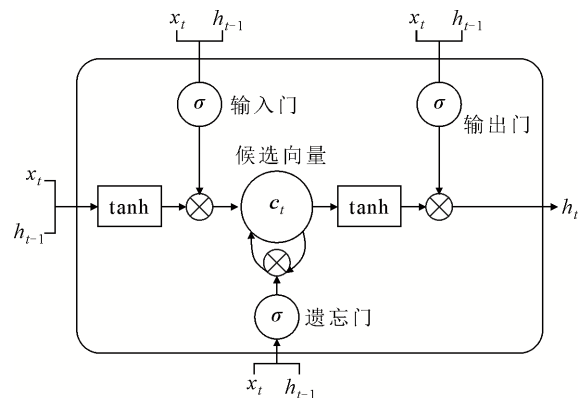 x_t h_{t-1} x_t h_{t-1}
σ 输入门 σ 输出门
候选向量
x_t
tanh c_t tanh h_t
h_{t-1}
σ 遗忘门
x_t h_{t-1}